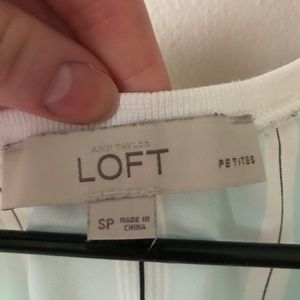 ANN TAYLOR
LOFT
PETITES
SP MADE IN
CHINA